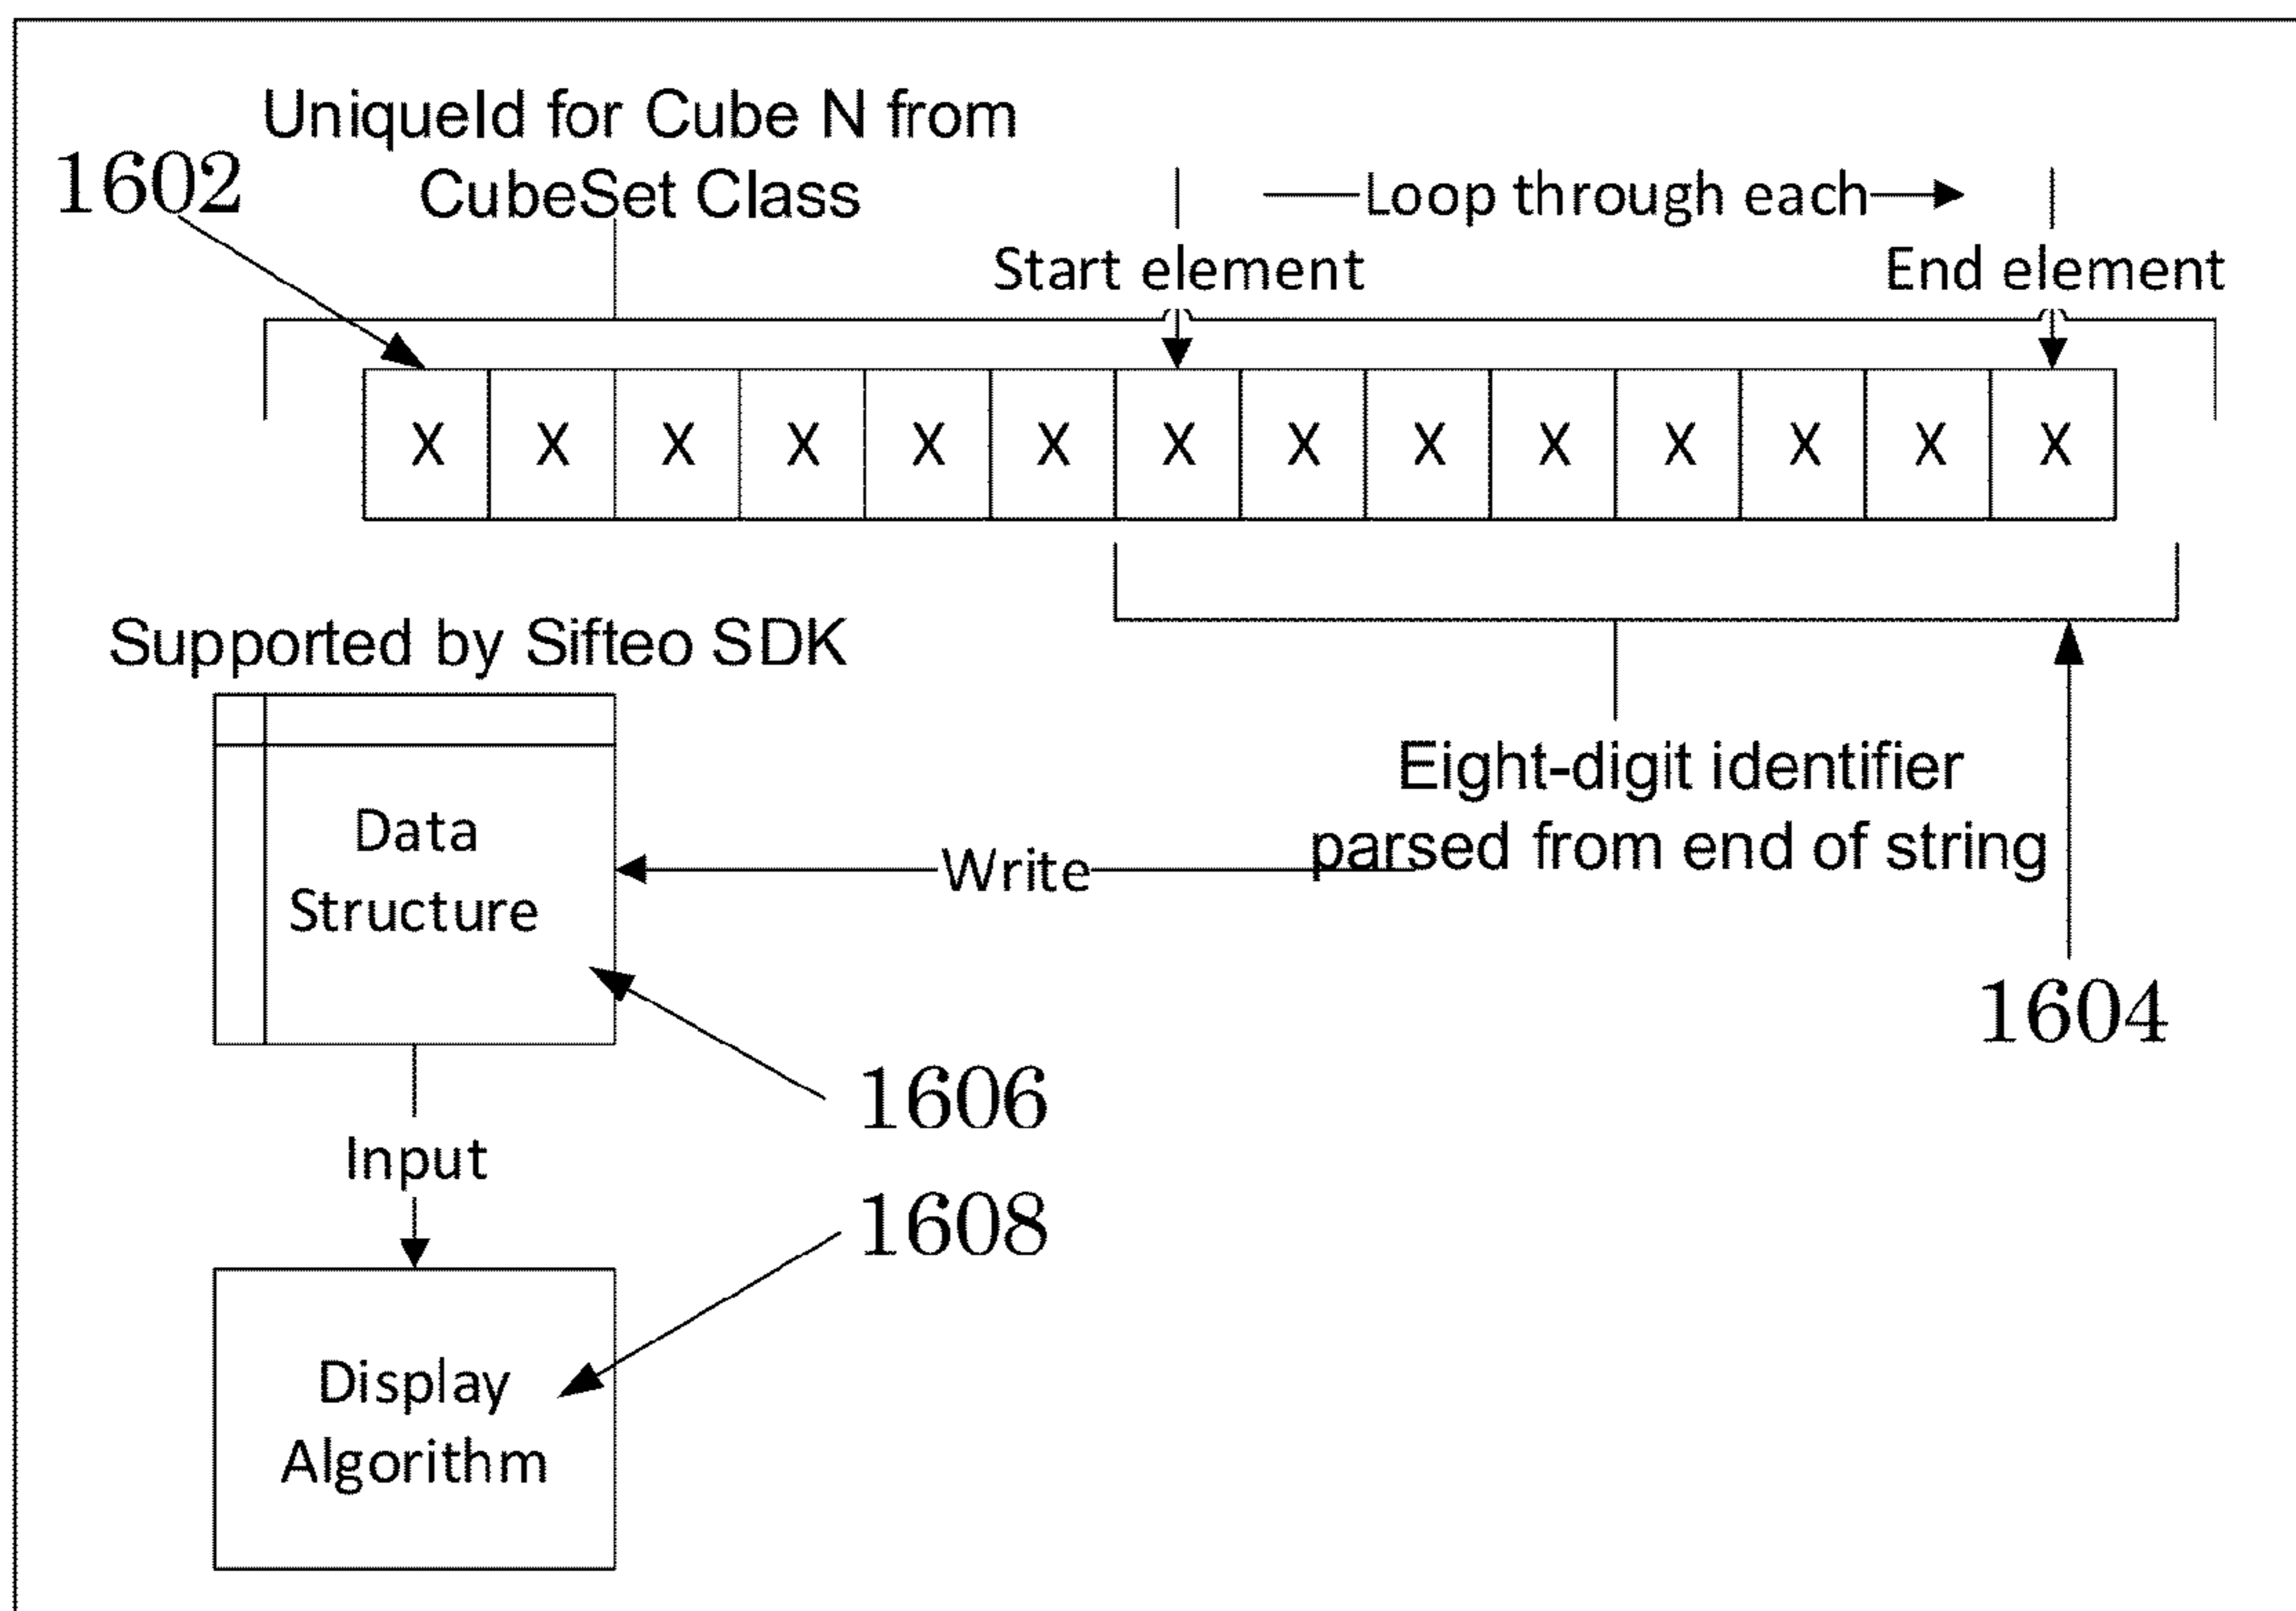 UniqueId for Cube N from
CubeSet Class
1602
Loop through each
Start element
End element
X X X X X X X X X X X X X X
Supported by Sifteo SDK
Eight-digit identifier
parsed from end of string
Data
Structure
Write
1604
1606
Input
1608
Display
Algorithm